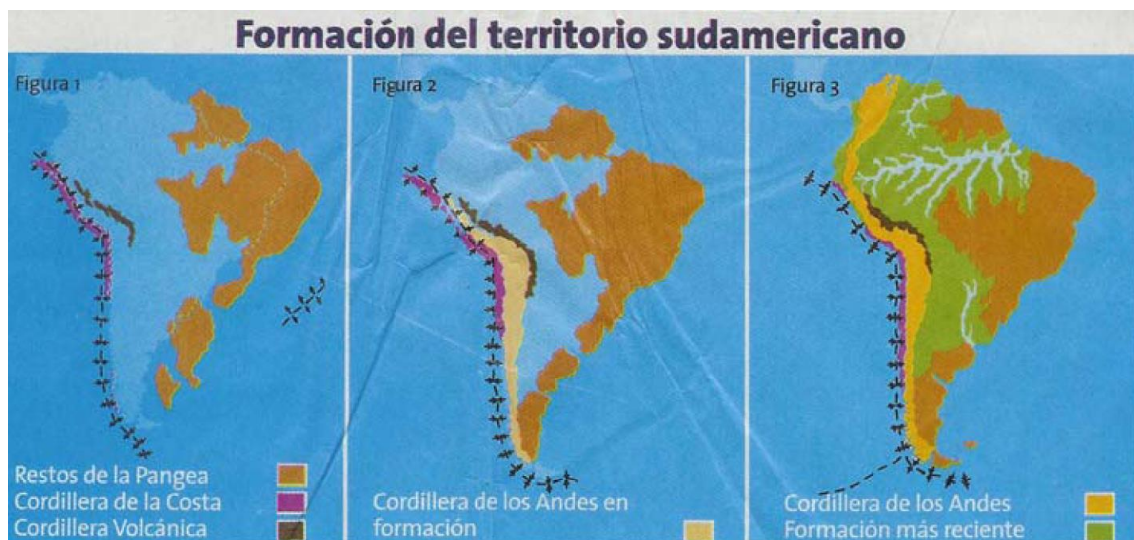 Formación del territorio sudamericano
Figura 1
Restos de la Pangea
Cordillera de la Costa
Cordillera Volcánica
Figura 2
Cordillera de los Andes en
formación
Figura 3
Cordillera de los Andes
Formación más reciente